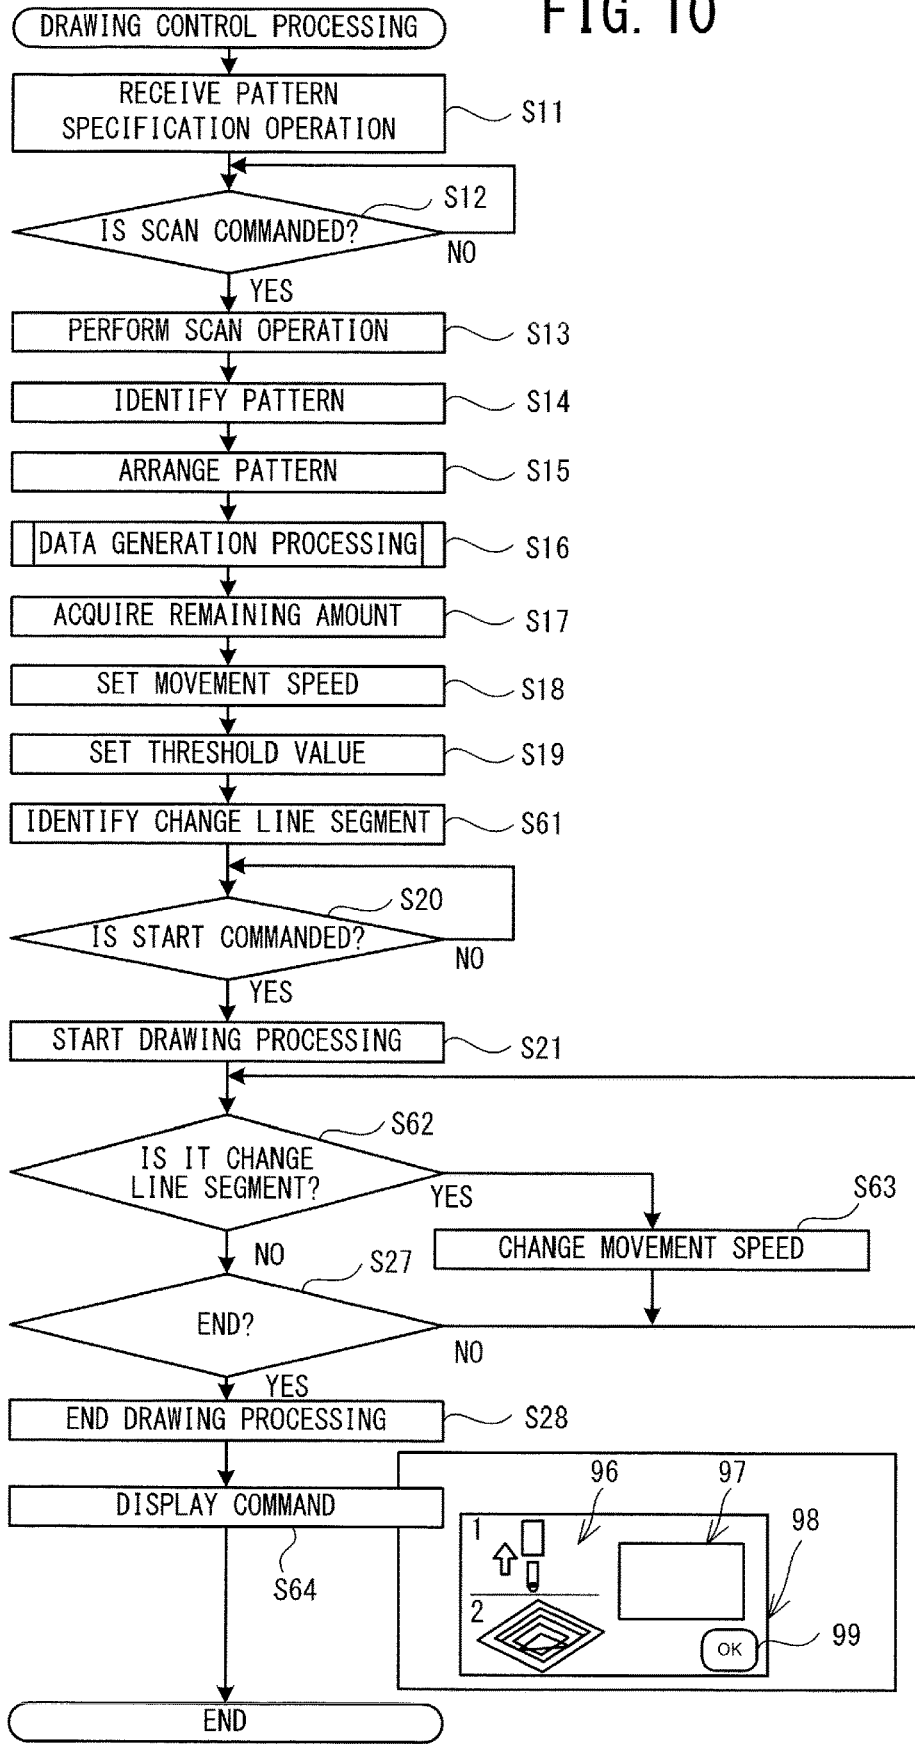 FIG. 10
DRAWING CONTROL PROCESSING
RECEIVE PATTERN
SPECIFICATION OPERATION
S11
S12
IS SCAN COMMANDED?
NO
YES
PERFORM SCAN OPERATION
S13
IDENTIFY PATTERN
S14
ARRANGE PATTERN
S15
DATA GENERATION PROCESSING
S16
ACQUIRE REMAINING AMOUNT
S17
SET MOVEMENT SPEED
S18
SET THRESHOLD VALUE
S19
IDENTIFY CHANGE LINE SEGMENT
S61
S20
IS START COMMANDED?
NO
YES
START DRAWING PROCESSING
S21
S62
IS IT CHANGE
LINE SEGMENT?
YES
S63
CHANGE MOVEMENT SPEED
NO
S27
END?
NO
YES
END DRAWING PROCESSING
S28
DISPLAY COMMAND
S64
96
97
98
1
2
OK
99
END